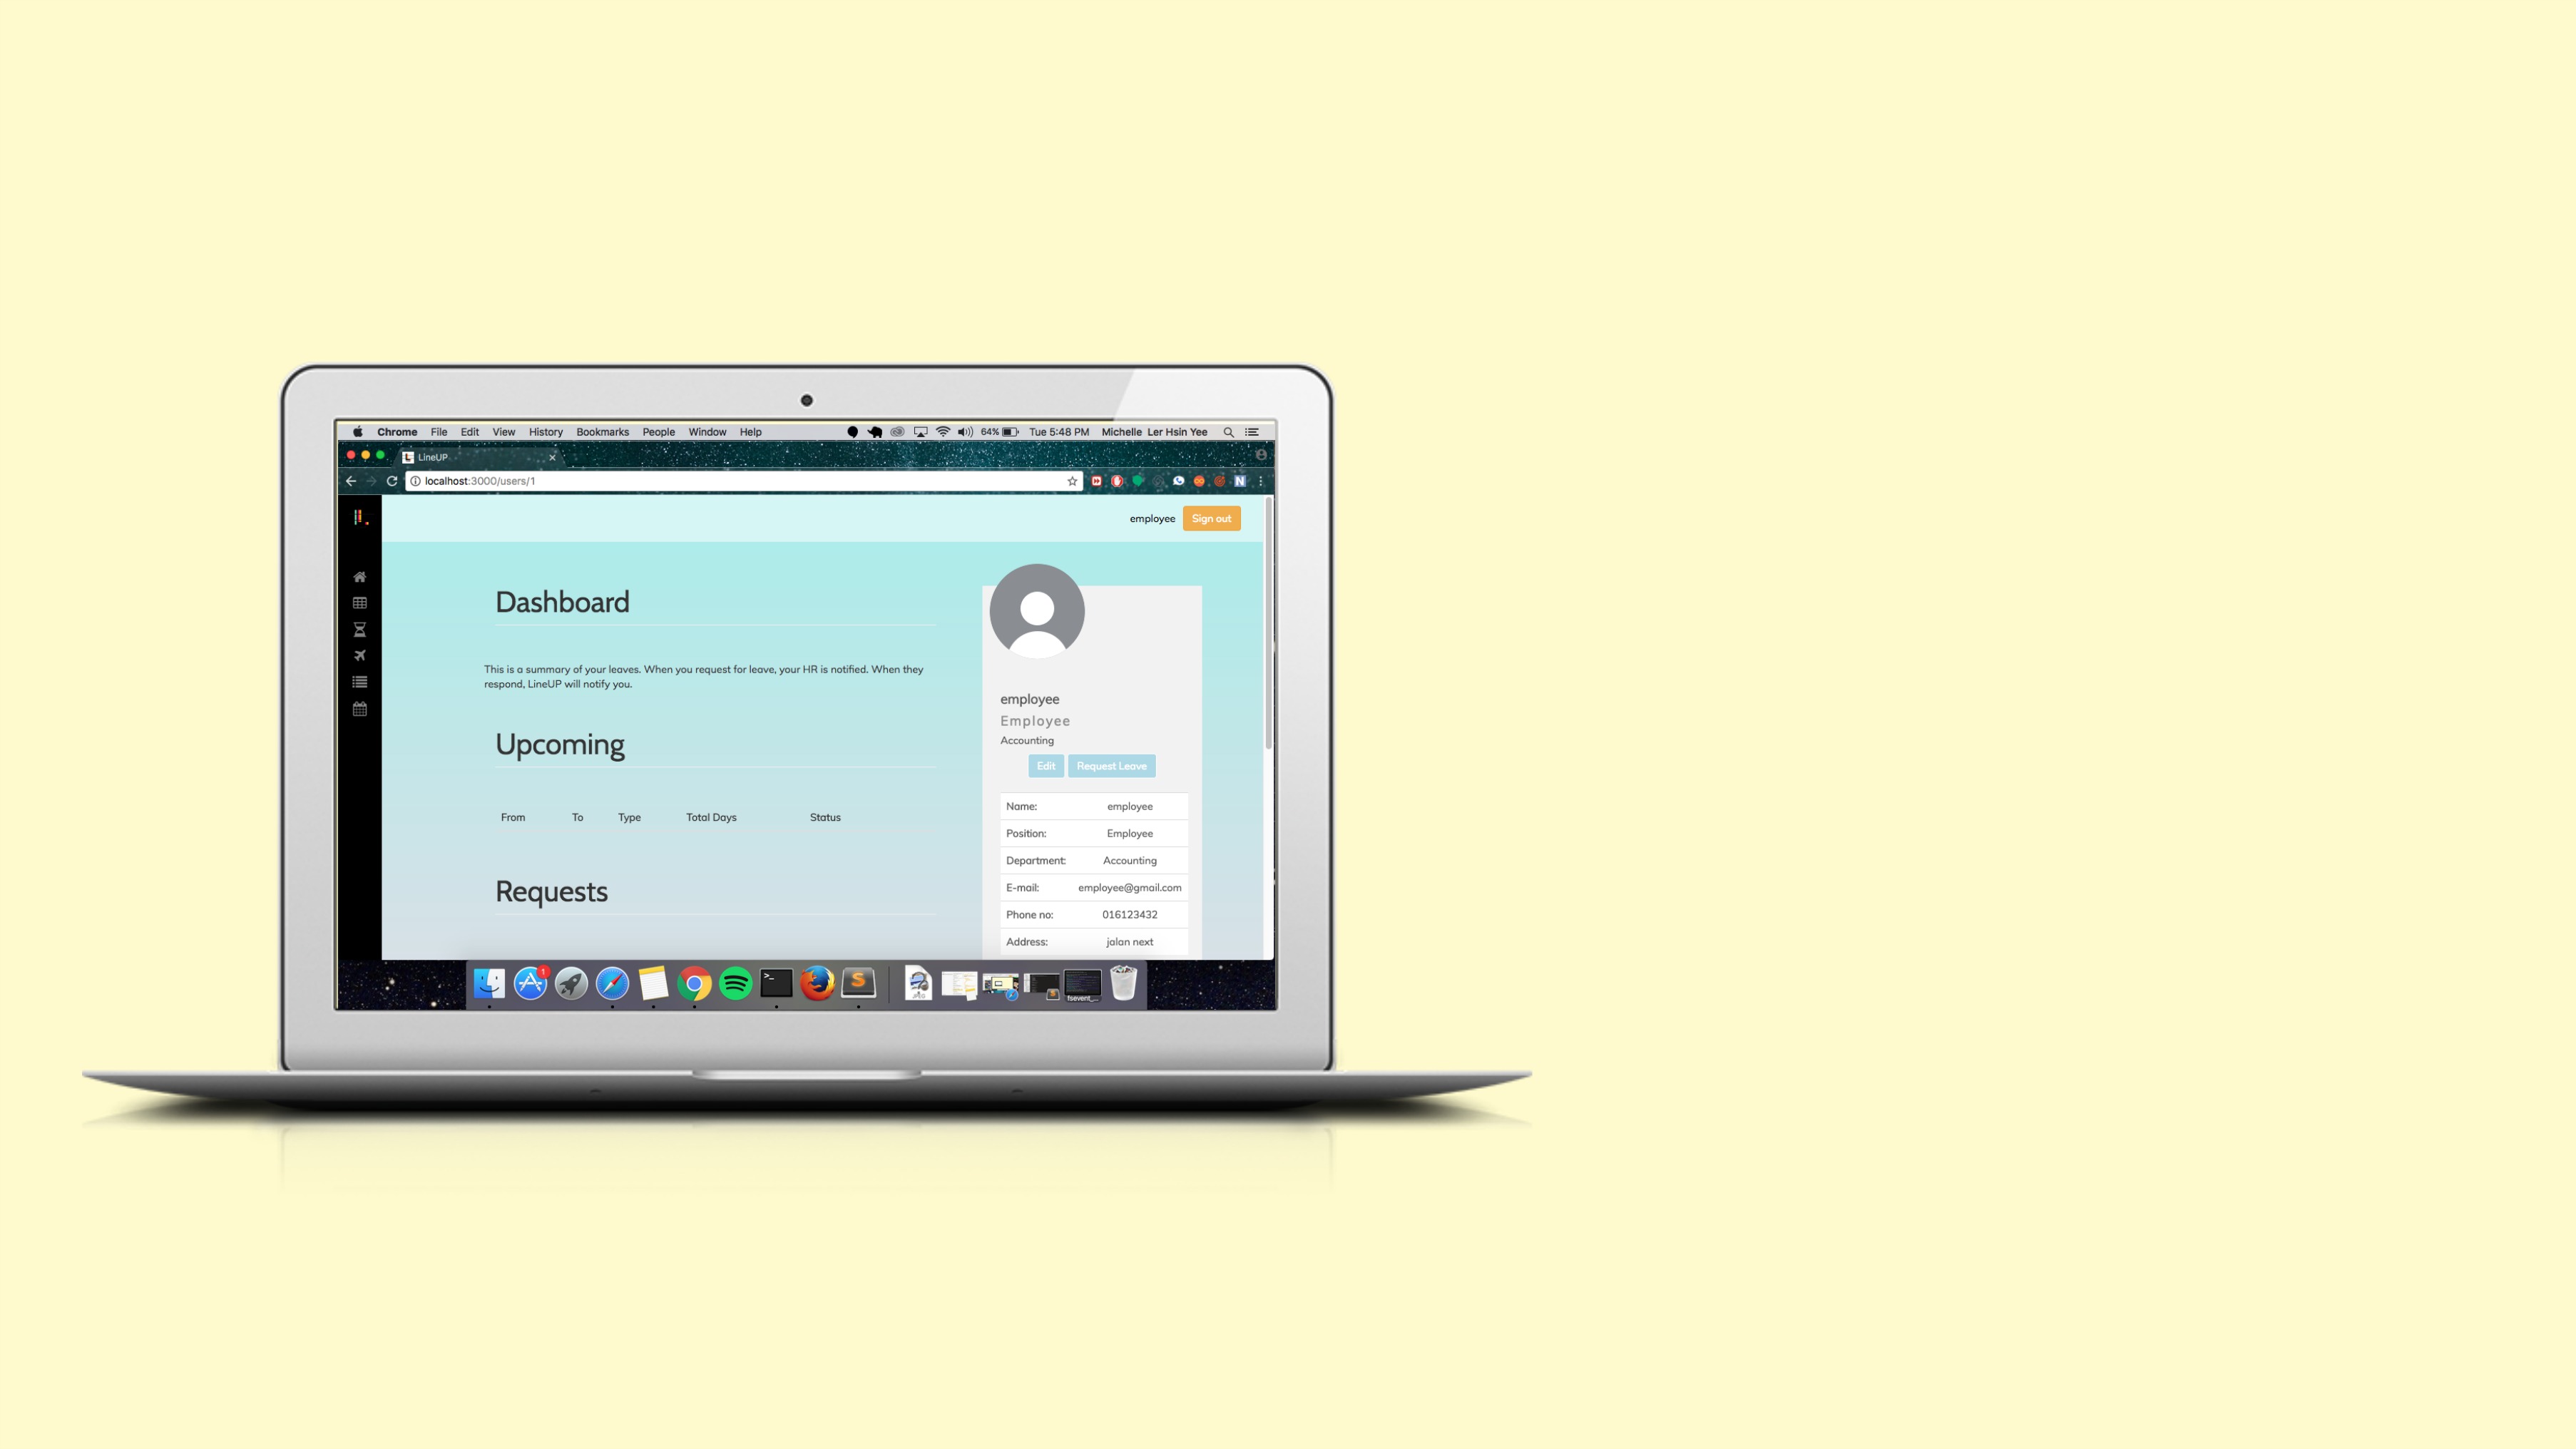 Chrome File Edit View History Bookmarks People Window Help 64% Tue 5:48 PM Michelle Ler Hsin Yee
LineUP
localhost:3000/users/1
employee Sign out
Dashboard
This is a summary of your leaves. When you request for leave, your HR is notified. When they
respond, LineUP will notify you.
Upcoming
From To Type Total Days Status
Requests
employee
Employee
Accounting
Edit Request Leave
Name: employee
Position: Employee
Department: Accounting
E-mail: employee@gmail.com
Phone no: 016123432
Address: jalan next
1